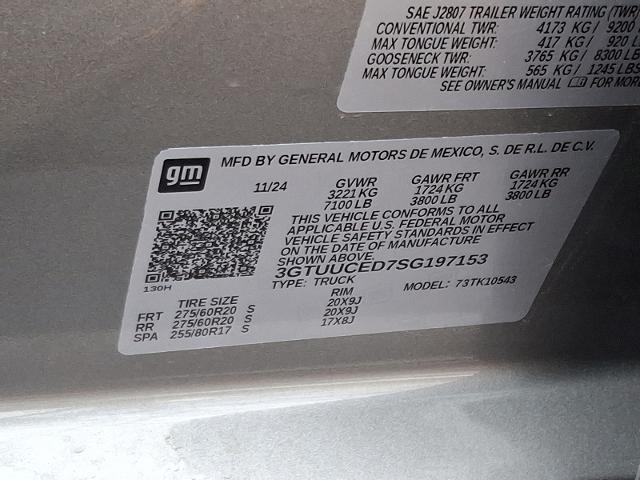 SAE J2807 TRAILER WEIGHT RATING (TWR)
CONVENTIONAL TWR: 4173 KG / 9200
MAX TONGUE WEIGHT: 417 KG / 920 L
GOOSENECK TWR: 3765 KG / 8300 LB
MAX TONGUE WEIGHT: 565 KG / 1245 LBS
SEE OWNER'S MANUAL FOR MORE
gm
MFD BY GENERAL MOTORS DE MEXICO, S. DE R.L. DE C.V.
11/24 GVWR GAWR FRT GAWR RR
3221 KG 1724 KG 1724 KG
7100 LB 3800 LB 3800 LB
THIS VEHICLE CONFORMS TO ALL
APPLICABLE U.S. FEDERAL MOTOR
VEHICLE SAFETY STANDARDS IN EFFECT
ON THE DATE OF MANUFACTURE
SHOWN ABOVE.
3GTUUCED7SG197153
130H
TYPE: TRUCK MODEL: 73TK10543
TIRE SIZE RIM
FRT 275/60R20 S 20X9J
RR 275/60R20 S 20X9J
SPA 255/80R17 S 17X8J